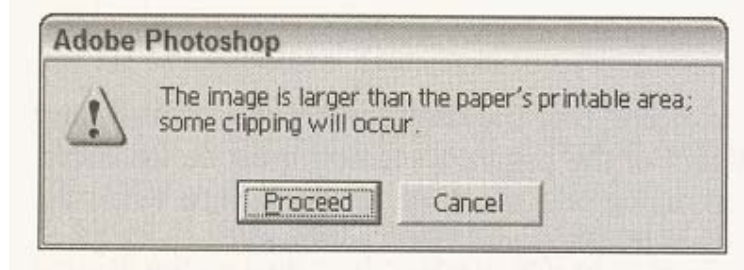 Adobe Photoshop
The image is larger than the paper's printable area;
some clipping will occur.
Proceed
Cancel